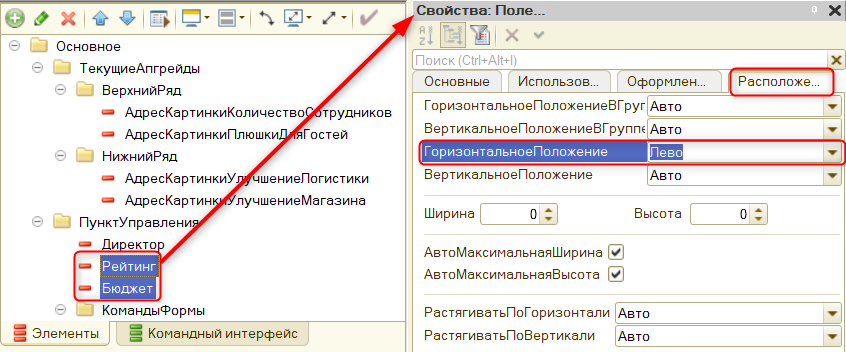 Основное
ТекущиеАпгрейды
ВерхнийРяд
АдресКартинкиКоличествоСотрудников
АдресКартинкиПлюшкиДляГостей
НижнийРяд
АдресКартинкиУлучшениеЛогистики
АдресКартинкиУлучшениеМагазина
ПунктУправления
Директор
Рейтинг
Бюджет
КомандыФормы
Элементы
Командный интерфейс
Свойства: Поле...
Поиск (Ctrl+Alt+I)
Основные
Использов...
Оформлен...
Расположе...
ГоризонтальноеПоложениеВГруп Авто
ВертикальноеПоложениеВГруппе Авто
ГоризонтальноеПоложение Лево
ВертикальноеПоложение Авто
Ширина 0 Высота 0
АвтоМаксимальнаяШирина
АвтоМаксимальнаяВысота
РастягиватьПоГоризонтали Авто
РастягиватьПоВертикали Авто